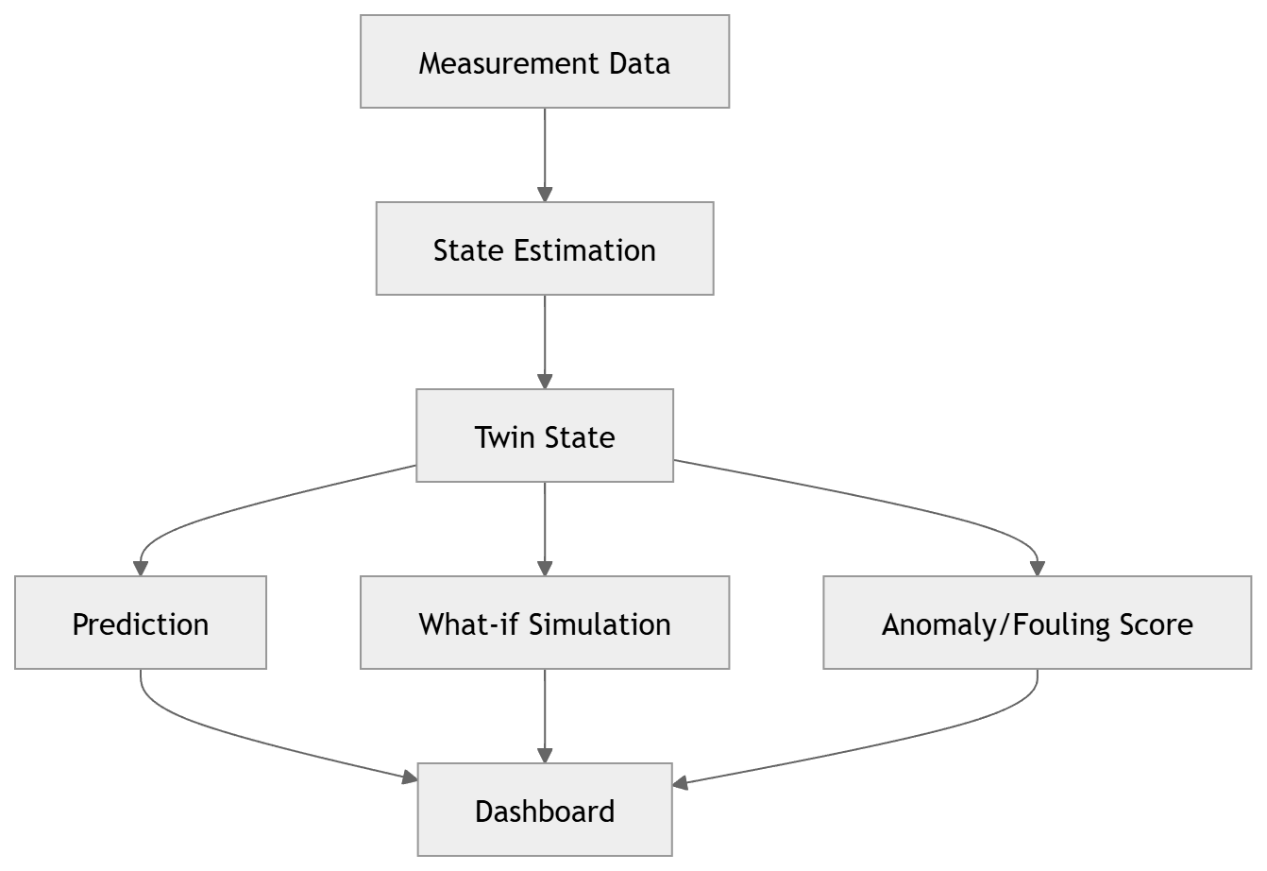 Measurement Data
State Estimation
Twin State
Prediction
What-if Simulation
Anomaly/Fouling Score
Dashboard